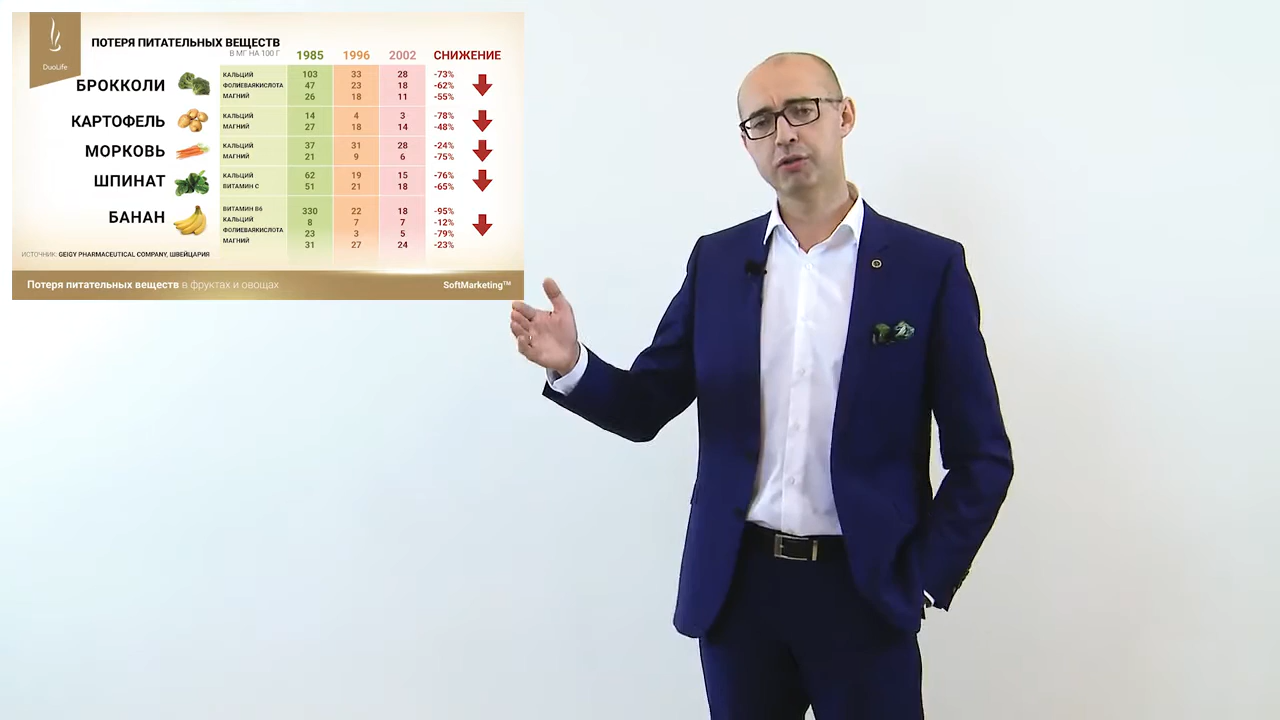 DuoLife
ПОТЕРЯ ПИТАТЕЛЬНЫХ ВЕЩЕСТВ
В МГ НА 100 Г
1985 1996 2002 СНИЖЕНИЕ
БРОККОЛИ
КАЛЬЦИЙ 103 33 28 -73%
ФОЛИЕВАЯКИСЛОТА 47 23 18 -62%
МАГНИЙ 26 18 11 -55%
КАРТОФЕЛЬ
КАЛЬЦИЙ 14 4 3 -78%
МАГНИЙ 27 18 14 -48%
МОРКОВЬ
КАЛЬЦИЙ 37 31 28 -24%
МАГНИЙ 21 9 6 -75%
ШПИНАТ
КАЛЬЦИЙ 62 19 15 -76%
ВИТАМИН С 51 21 18 -65%
БАНАН
ВИТАМИН В6 330 22 18 -95%
КАЛЬЦИЙ 8 7 7 -12%
ФОЛИЕВАЯКИСЛОТА 23 3 5 -79%
МАГНИЙ 31 27 24 -23%
ИСТОЧНИК: GEIGY PHARMACEUTICAL COMPANY, ШВЕЙЦАРИЯ
Потеря питательных веществ в фруктах и овощах
SoftMarketing™